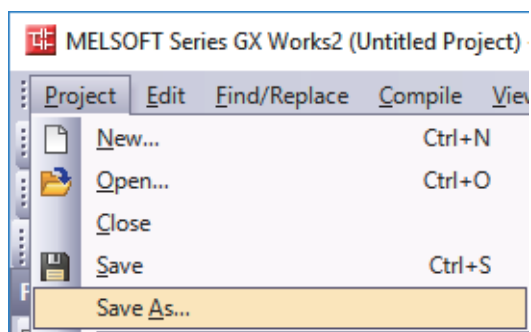 MELSOFT Series GX Works2 (Untitled Project)
Project Edit Find/Replace Compile
New... Ctrl+N
Open... Ctrl+O
Close
Save Ctrl+S
Save As...